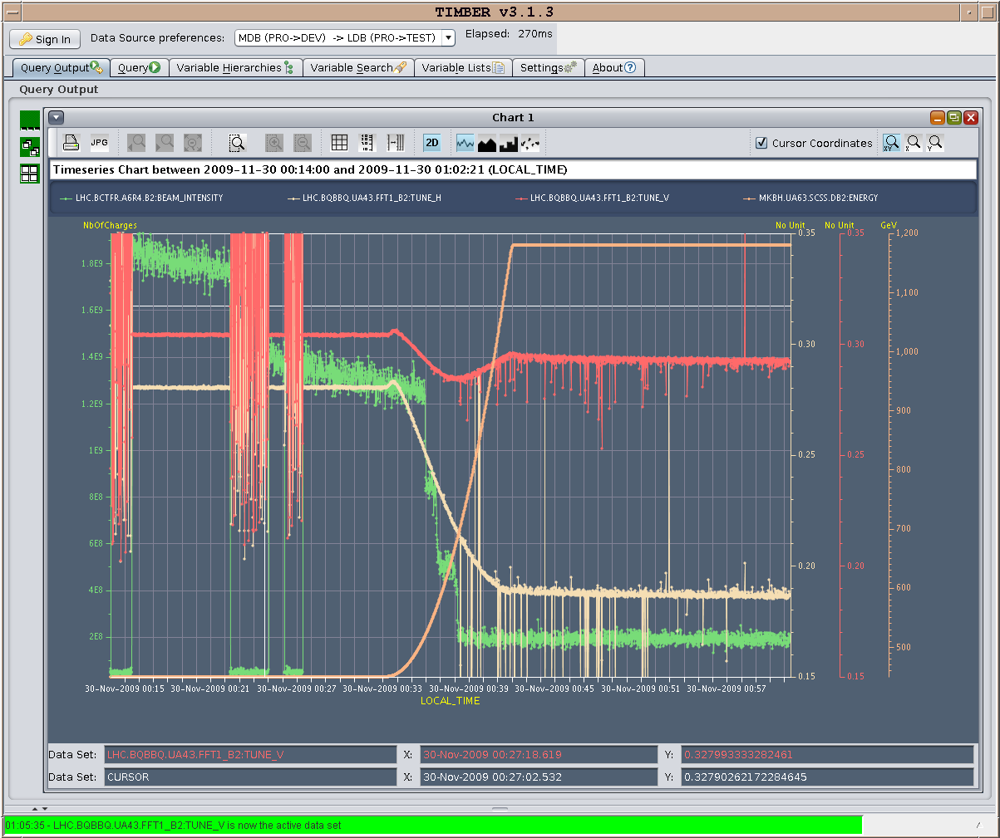 TIMBER v3.1.3
Sign In Data Source preferences: MDB (PRO->DEV) -> LDB (PRO->TEST) Elapsed: 270ms
Query Output Query Variable Hierarchies Variable Search Variable Lists Settings About
Query Output
Chart 1
JPG 2D Cursor Coordinates XY X Y
Timeseries Chart between 2009-11-30 00:14:00 and 2009-11-30 01:02:21 (LOCAL_TIME)
LHC.BCTFR.A6R4.B2:BEAM_INTENSITY LHC.BQBBQ.UA43.FFT1_B2:TUNE_H LHC.BQBBQ.UA43.FFT1_B2:TUNE_V MKBH.UA63.SCSS.DB2:ENERGY
NbOfCharges No Unit No Unit GeV
0.35 0.35 1,200
1.8E9
1,100
1.6E9
0.30 0.30
1.4E9 1,000
1.2E9 900
1E9 0.25 0.25
800
8E8
700
6E8
0.20 0.20
4E8 600
2E8 500
0.15 0.15
30-Nov-2009 00:15 30-Nov-2009 00:21 30-Nov-2009 00:27 30-Nov-2009 00:33 30-Nov-2009 00:39 30-Nov-2009 00:45 30-Nov-2009 00:51 30-Nov-2009 00:57
LOCAL_TIME
Data Set: LHC.BQBBQ.UA43.FFT1_B2:TUNE_V X: 30-Nov-2009 00:27:18.619 Y: 0.327993333282461
Data Set: CURSOR X: 30-Nov-2009 00:27:02.532 Y: 0.32790262172284645
01:05:35 - LHC.BQBBQ.UA43.FFT1_B2:TUNE_V is now the active data set